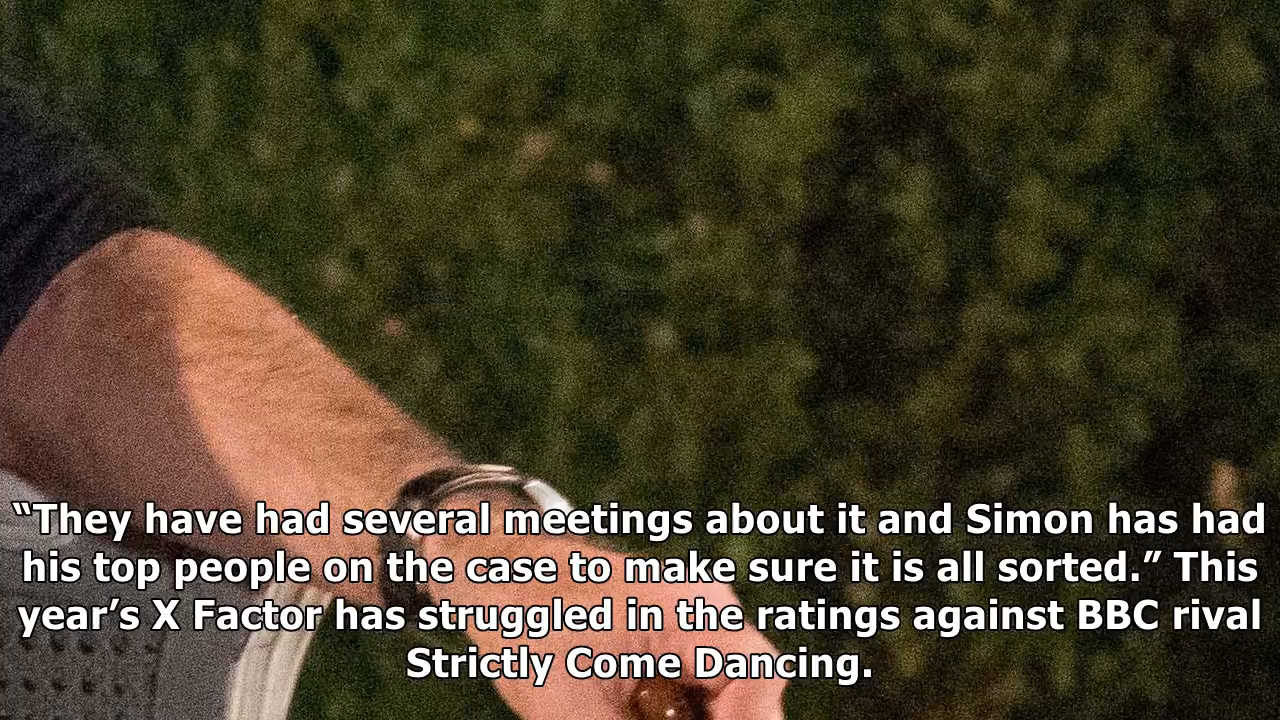 “They have had several meetings about it and Simon has had
his top people on the case to make sure it is all sorted.” This
year’s X Factor has struggled in the ratings against BBC rival
Strictly Come Dancing.